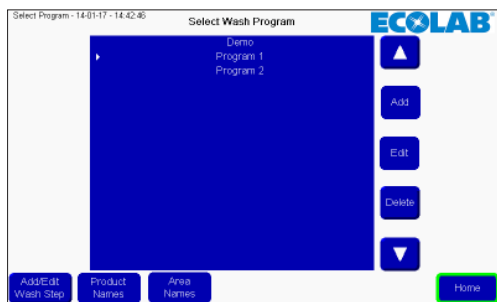 Select Program - 14-01-17 - 14:42:46
Select Wash Program
ECOLAB
Demo
Program 1
Program 2
Add
Edit
Delete
Add/Edit
Wash Step
Product
Names
Area
Names
Home